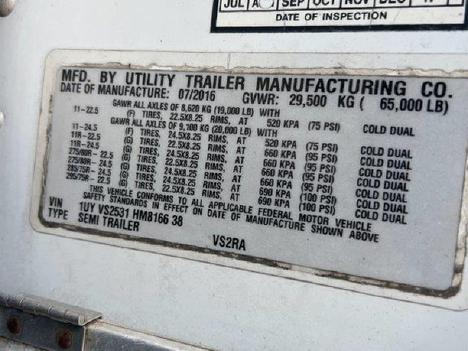 JUL SEP OCT NOV DEC 17
DATE OF INSPECTION
MFD. BY UTILITY TRAILER MANUFACTURING CO.
DATE OF MANUFACTURE: 07/2016 GVWR: 29,500 KG ( 65,000 LB)
GAWR ALL AXLES OF 8,620 KG (19,000 LB) WITH
11-22.5 (F) TIRES, 22.5X8.25 RIMS, AT 520 KPA (75 PSI) COLD DUAL
GAWR ALL AXLES OF 9,100 KG (20,000 LB) WITH
11-24.5 (F) TIRES, 24.5X8.25 RIMS, AT 520 KPA (75 PSI) COLD DUAL
11R-22.5 (G) TIRES, 22.5X8.25 RIMS, AT 660 KPA (95 PSI) COLD DUAL
11R-24.5 (G) TIRES, 24.5X8.25 RIMS, AT 660 KPA (95 PSI) COLD DUAL
275/80R-22.5 (G) TIRES, 22.5X8.25 RIMS, AT 660 KPA (95 PSI) COLD DUAL
275/80R-24.5 (G) TIRES, 24.5X8.25 RIMS, AT 660 KPA (95 PSI) COLD DUAL
285/75R-24.5 (G) TIRES, 24.5X8.25 RIMS, AT 690 KPA (100 PSI) COLD DUAL
295/75R-22.5 (G) TIRES, 22.5X8.25 RIMS, AT 690 KPA (100 PSI) COLD DUAL
THIS VEHICLE CONFORMS TO ALL APPLICABLE FEDERAL MOTOR VEHICLE
SAFETY STANDARDS IN EFFECT ON DATE OF MANUFACTURE SHOWN ABOVE
VIN 1UY VS2531 HM8166 38
TYPE SEMI TRAILER VS2RA